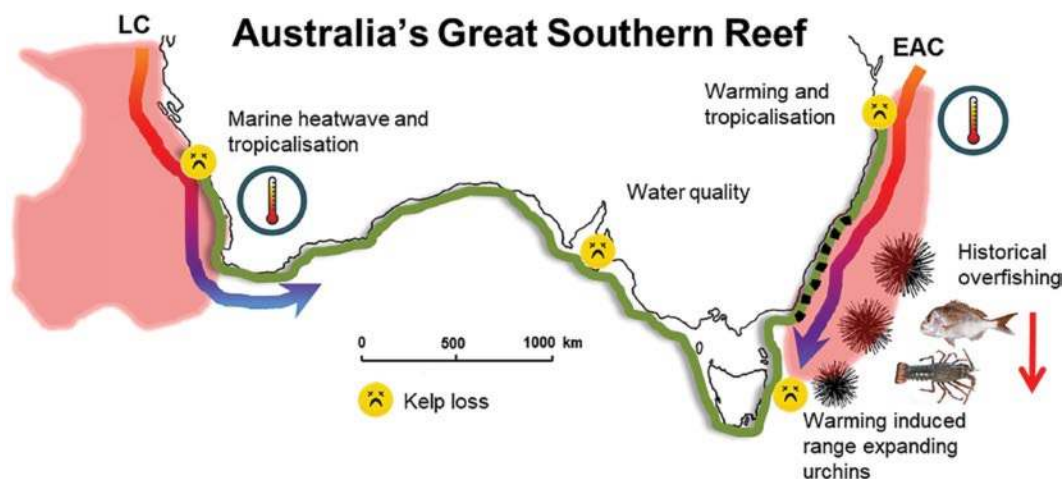 Australia's Great Southern Reef
LC
EAC
Marine heatwave and
tropicalisation
Warming and
tropicalisation
Water quality
Historical
overfishing
0 500 1000 km
Kelp loss
Warming induced
range expanding
urchins